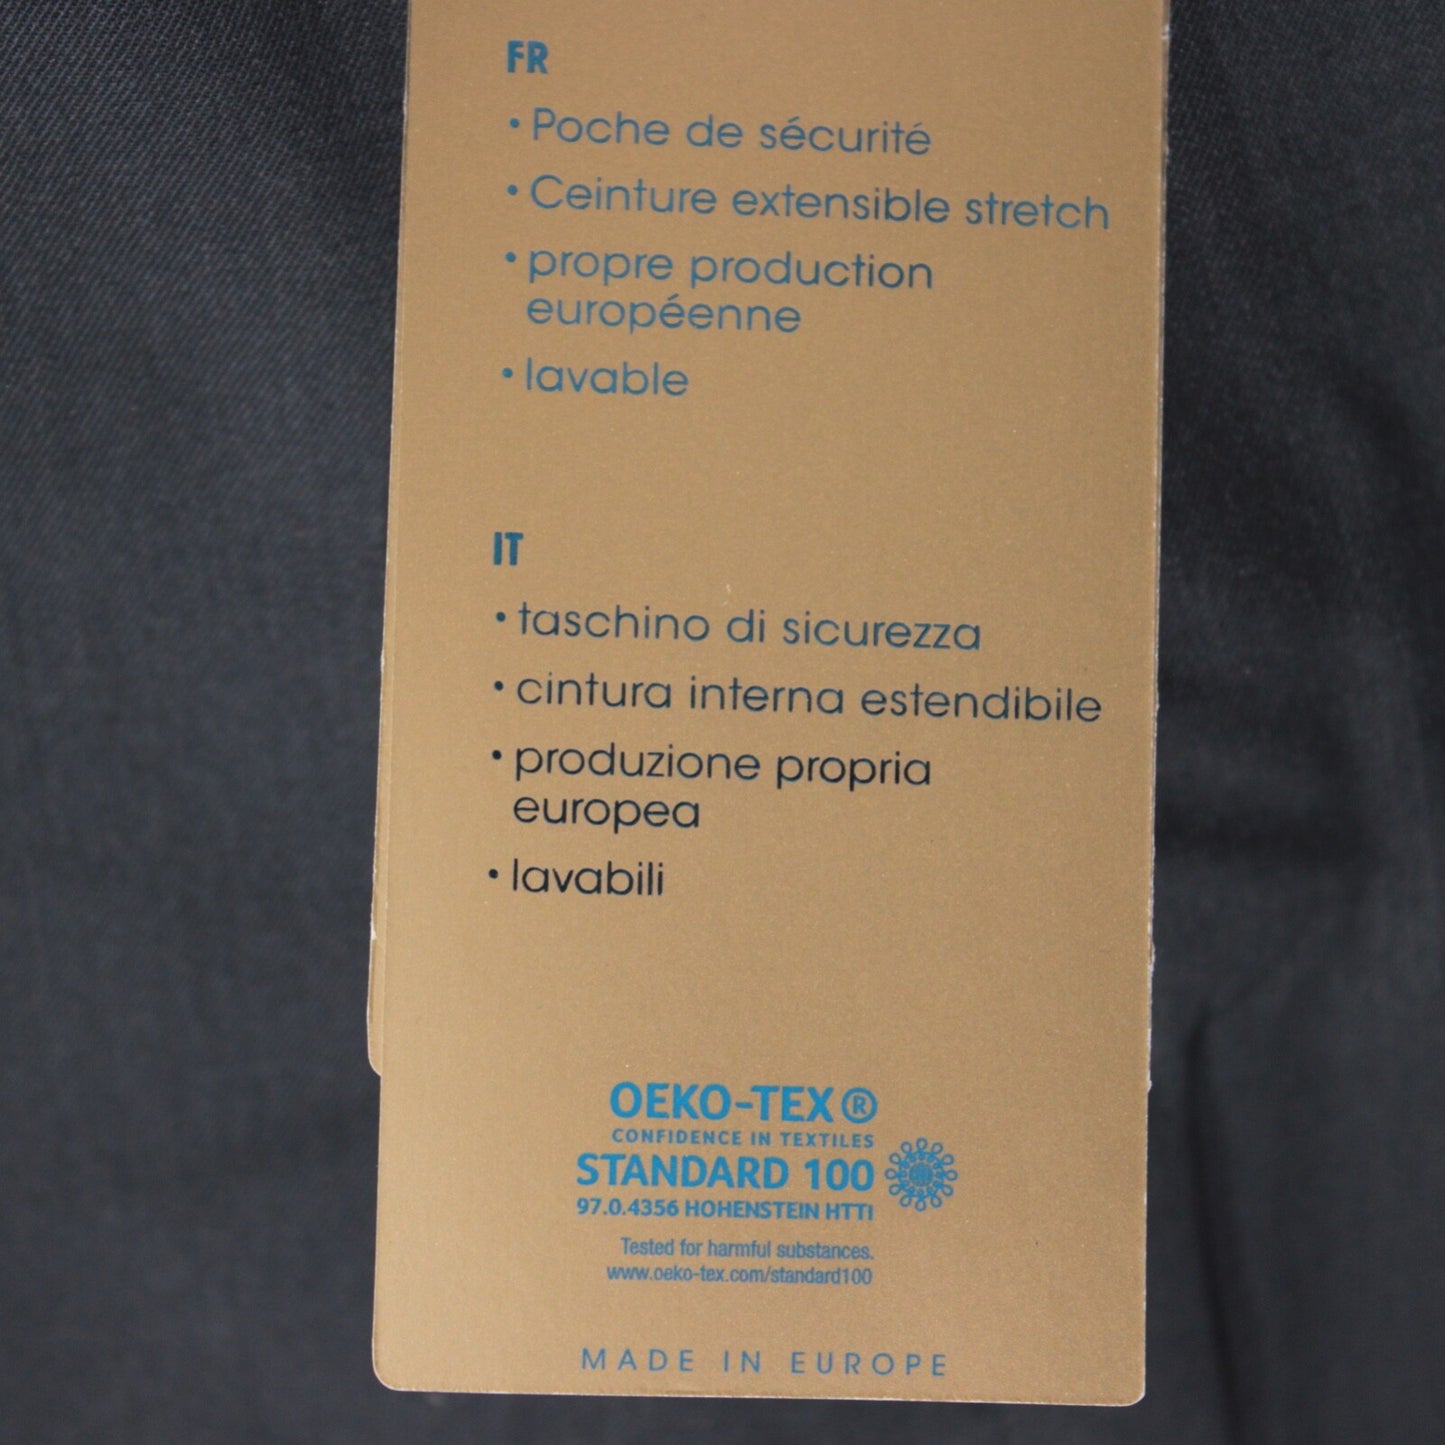 FR
• Poche de sécurité
• Ceinture extensible stretch
• propre production
européenne
• lavable
IT
• taschino di sicurezza
• cintura interna estendibile
• produzione propria
europea
• lavabili
OEKO-TEX®
CONFIDENCE IN TEXTILES
STANDARD 100
97.0.4356 HOHENSTEIN HTTI
Tested for harmful substances.
www.oeko-tex.com/standard100
MADE IN EUROPE